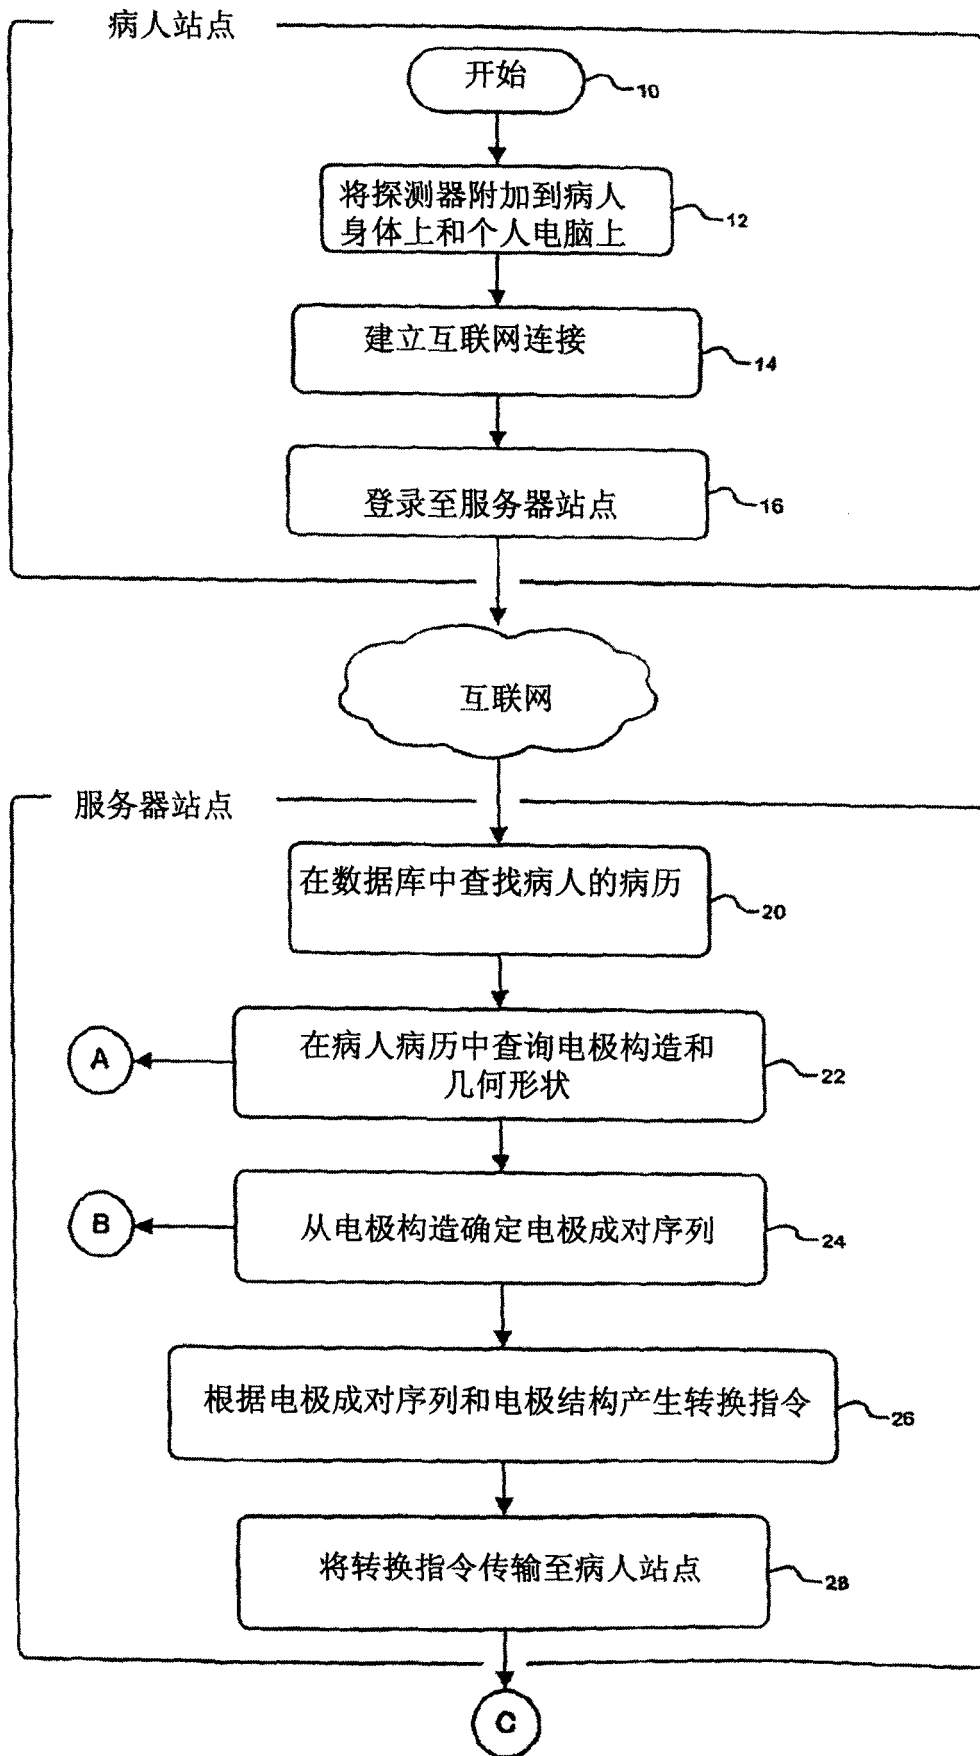 病人站点
开始
10
将探测器附加到病人
身体上和个人电脑上
12
建立互联网连接
14
登录至服务器站点
16
互联网
服务器站点
在数据库中查找病人的病历
20
A
在病人病历中查询电极构造和
几何形状
22
B
从电极构造确定电极成对序列
24
根据电极成对序列和电极结构产生转换指令
26
将转换指令传输至病人站点
28
C